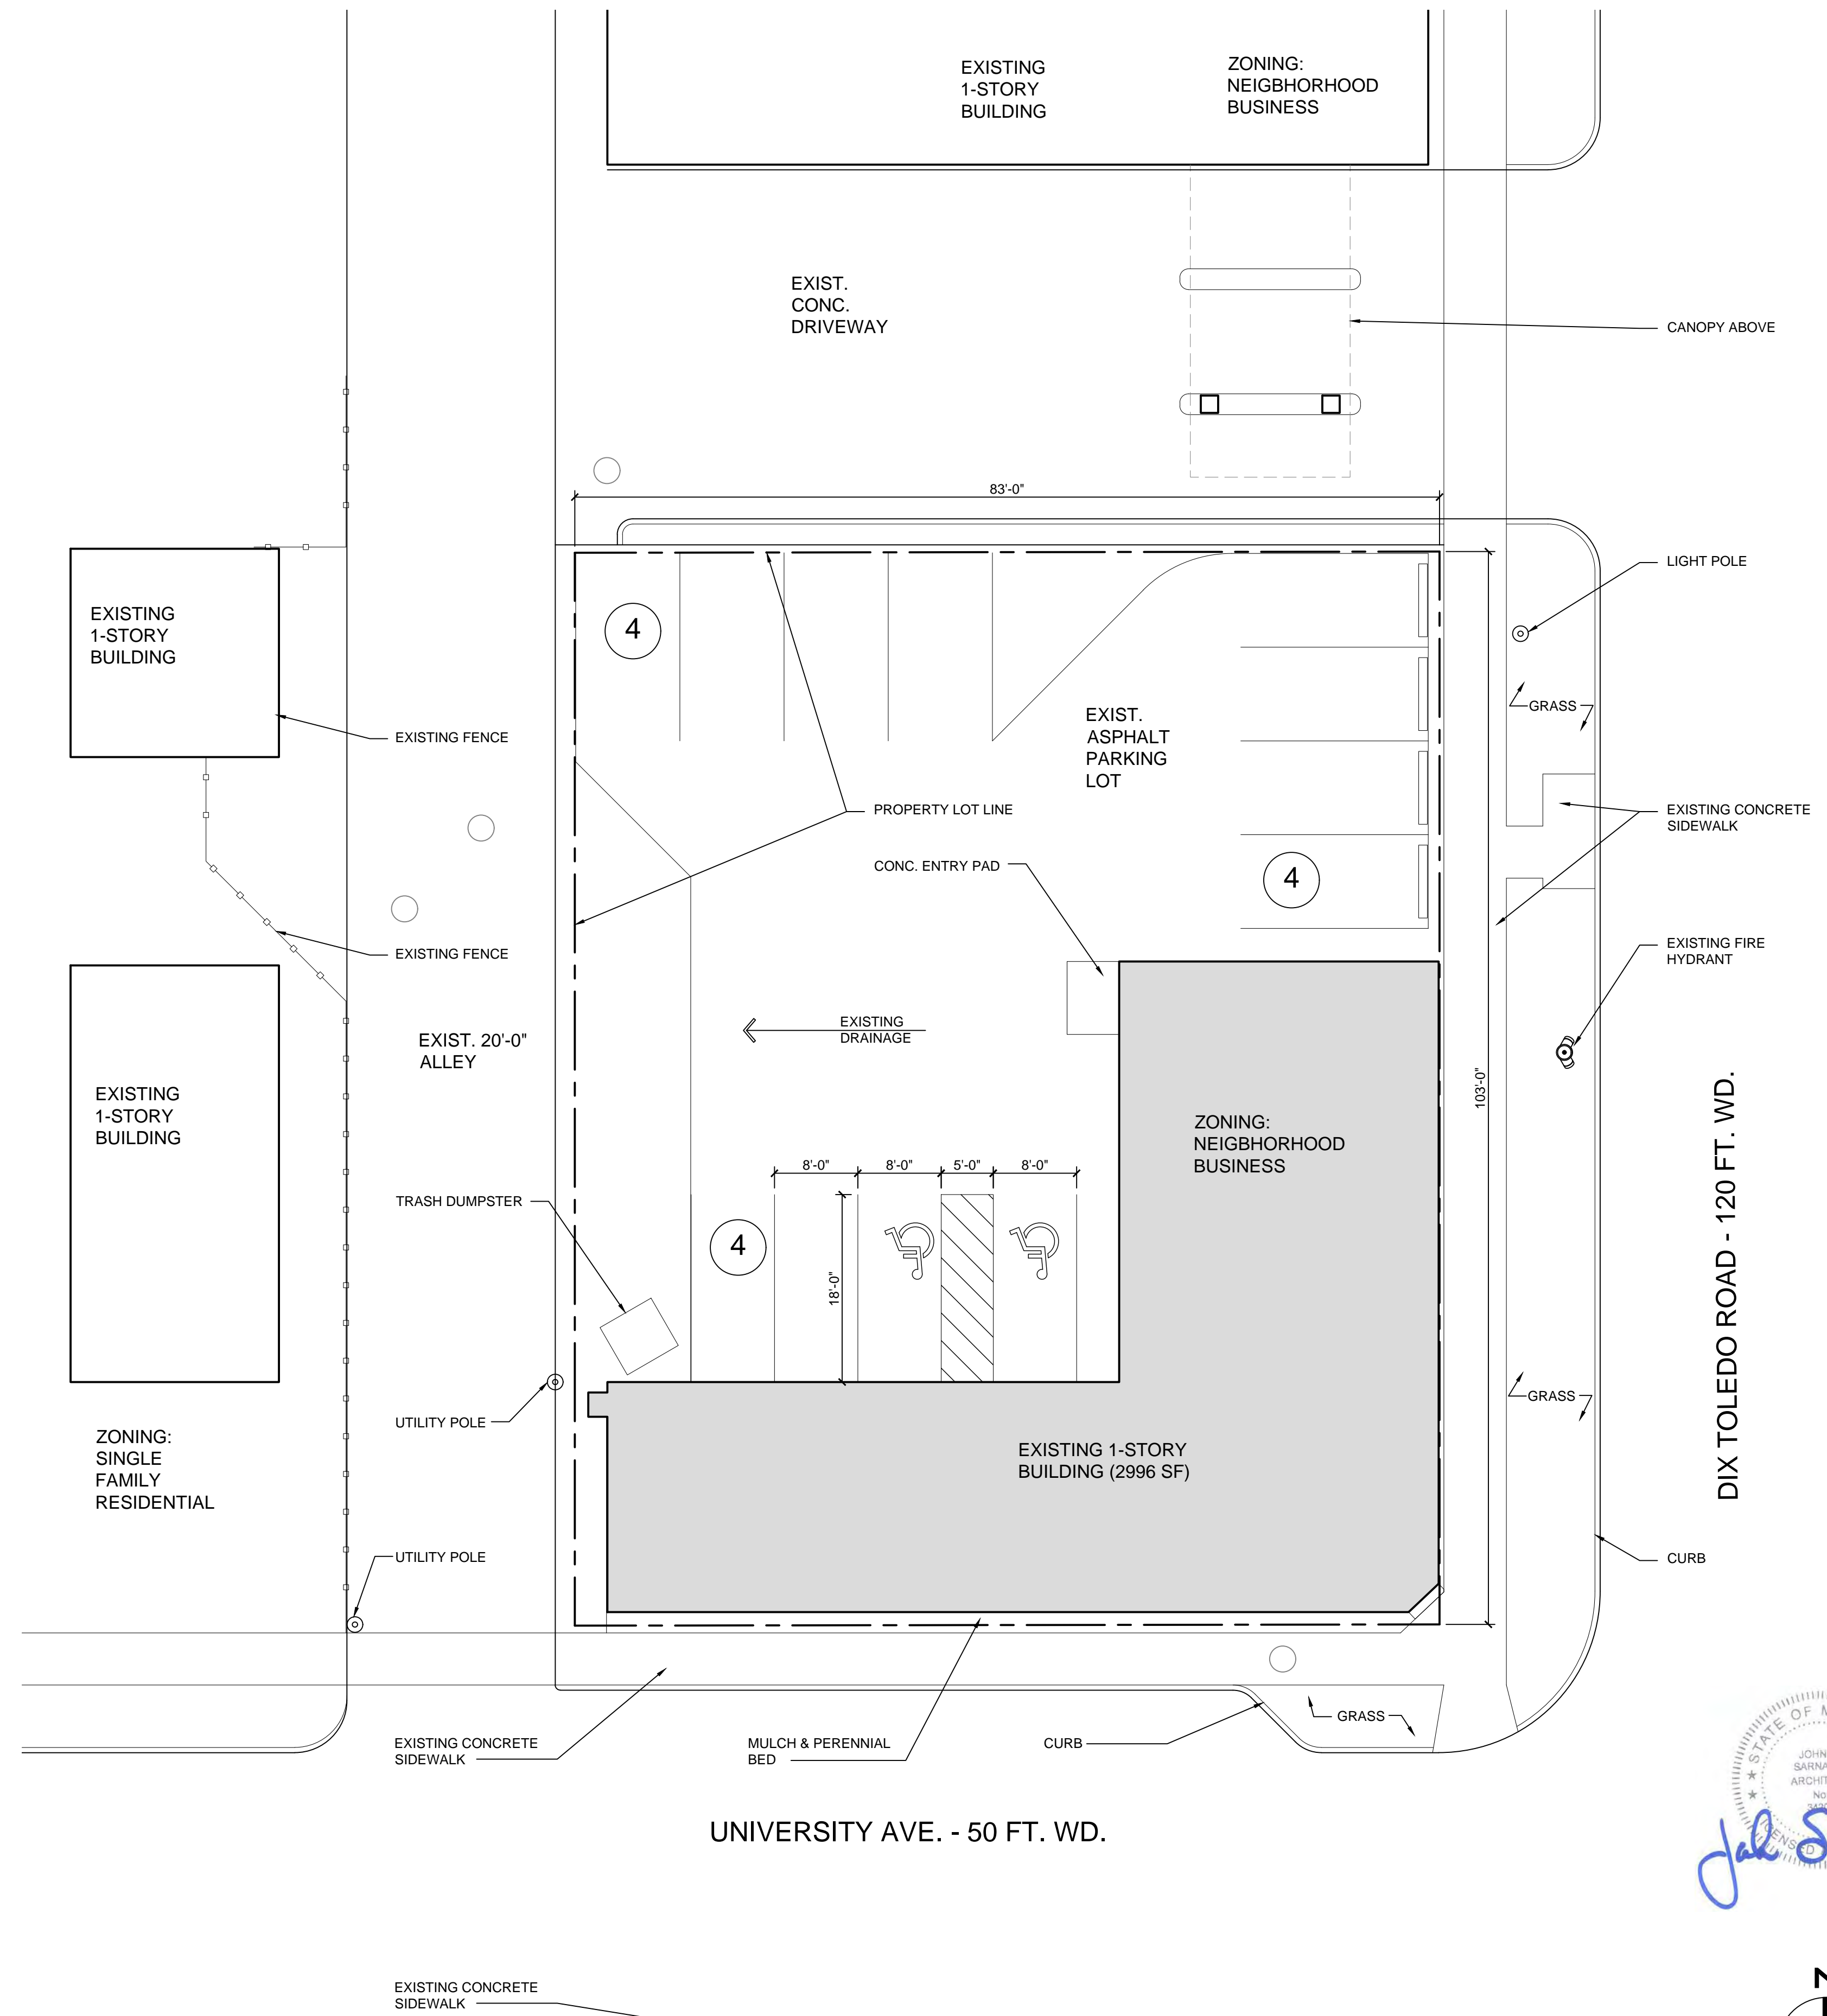 EXISTING
1-STORY
BUILDING
ZONING:
NEIGBHORHOOD
BUSINESS
EXIST.
CONC.
DRIVEWAY
CANOPY ABOVE
83'-0"
LIGHT POLE
EXISTING
1-STORY
BUILDING
4
GRASS
EXIST.
ASPHALT
PARKING
LOT
EXISTING FENCE
PROPERTY LOT LINE
EXISTING CONCRETE
SIDEWALK
CONC. ENTRY PAD
4
EXISTING FENCE
EXISTING FIRE
HYDRANT
EXISTING
DRAINAGE
EXIST. 20'-0"
ALLEY
103'-0"
EXISTING
1-STORY
BUILDING
ZONING:
NEIGBHORHOOD
BUSINESS
DIX TOLEDO ROAD - 120 FT. WD.
8'-0"
8'-0"
5'-0"
8'-0"
TRASH DUMPSTER
4
18'-0"
GRASS
UTILITY POLE
ZONING:
SINGLE
FAMILY
RESIDENTIAL
EXISTING 1-STORY
BUILDING (2996 SF)
UTILITY POLE
CURB
GRASS
EXISTING CONCRETE
SIDEWALK
MULCH & PERENNIAL
BED
CURB
STATE OF
JOHN
UNIVERSITY AVE. - 50 FT. WD.
EXISTING CONCRETE
SIDEWALK